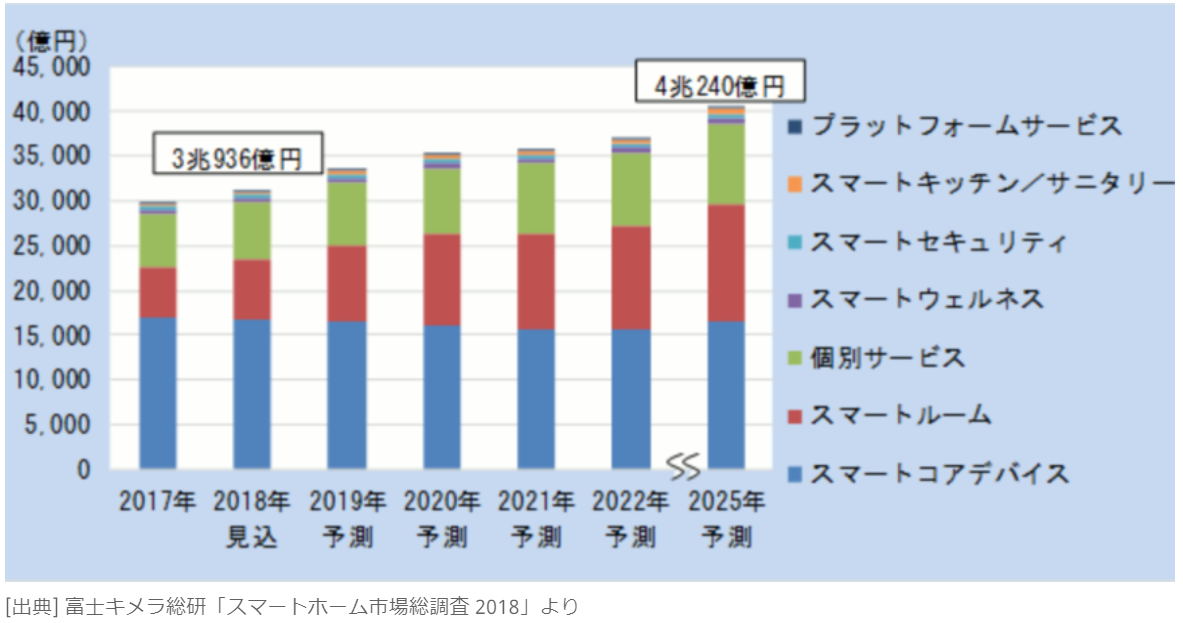 （億円）
45,000
40,000
35,000
30,000
25,000
20,000
15,000
10,000
5,000
0
3兆936億円
4兆240億円
2017年
2018年
見込
2019年
予測
2020年
予測
2021年
予測
2022年
予測
2025年
予測
プラットフォームサービス
スマートキッチン／サニタリー
スマートセキュリティ
スマートウェルネス
個別サービス
スマートルーム
スマートコアデバイス
[出典] 富士キメラ総研「スマートホーム市場総調査 2018」より